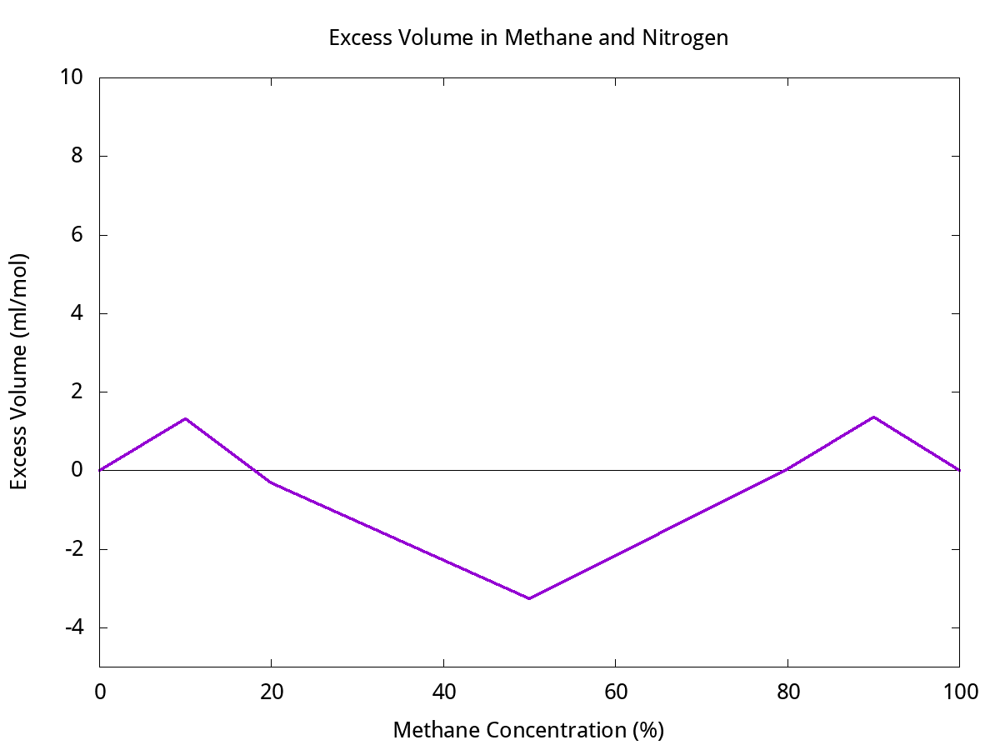 Excess Volume in Methane and Nitrogen
10
8
6
4
2
0
-2
-4
Excess Volume (ml/mol)
0 20 40 60 80 100
Methane Concentration (%)